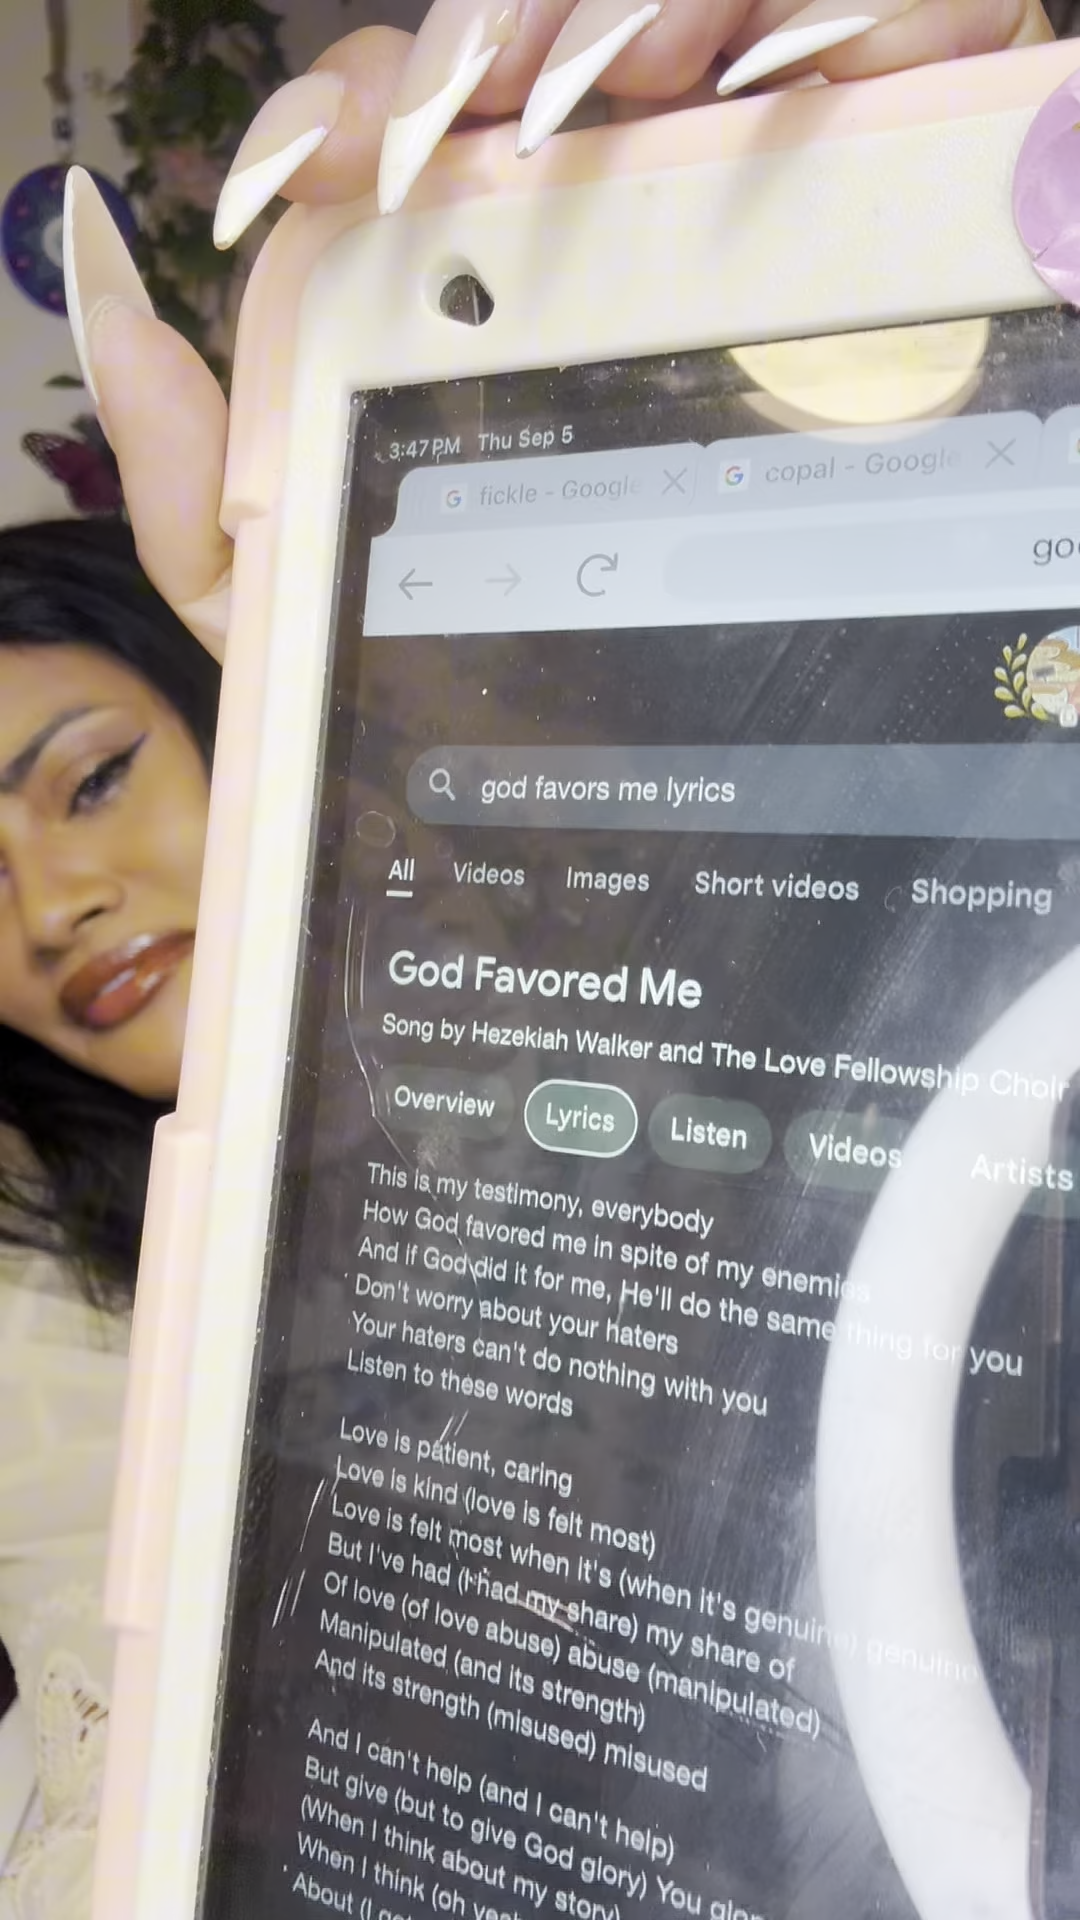 3:47 PM Thu Sep 5
fickle - Google
copal - Google
god favors me lyrics
All Videos Images Short videos Shopping
God Favored Me
Song by Hezekiah Walker and The Love Fellowship Choir
Overview Lyrics Listen Videos Artists
This is my testimony, everybody
How God favored me in spite of my enemies
And if God did it for me, He'll do the same thing for you
Don't worry about your haters
Your haters can't do nothing with you
Listen to these words
Love is patient, caring
Love is kind (love is felt most)
Love is felt most when it's (when it's genuine) genuine
But I've had (I had my share) my share of
Of love (of love abuse) abuse (manipulated)
Manipulated (and its strength)
And its strength (misused) misused
And I can't help (and I can't help)
But give (but to give God glory) You
(When I think about my story)
When I think (oh
About (I